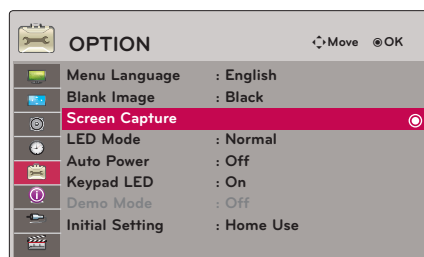 OPTION Move OK
Menu Language : English
Blank Image : Black
Screen Capture
LED Mode : Normal
Auto Power : Off
Keypad LED : On
Demo Mode : Off
Initial Setting : Home Use